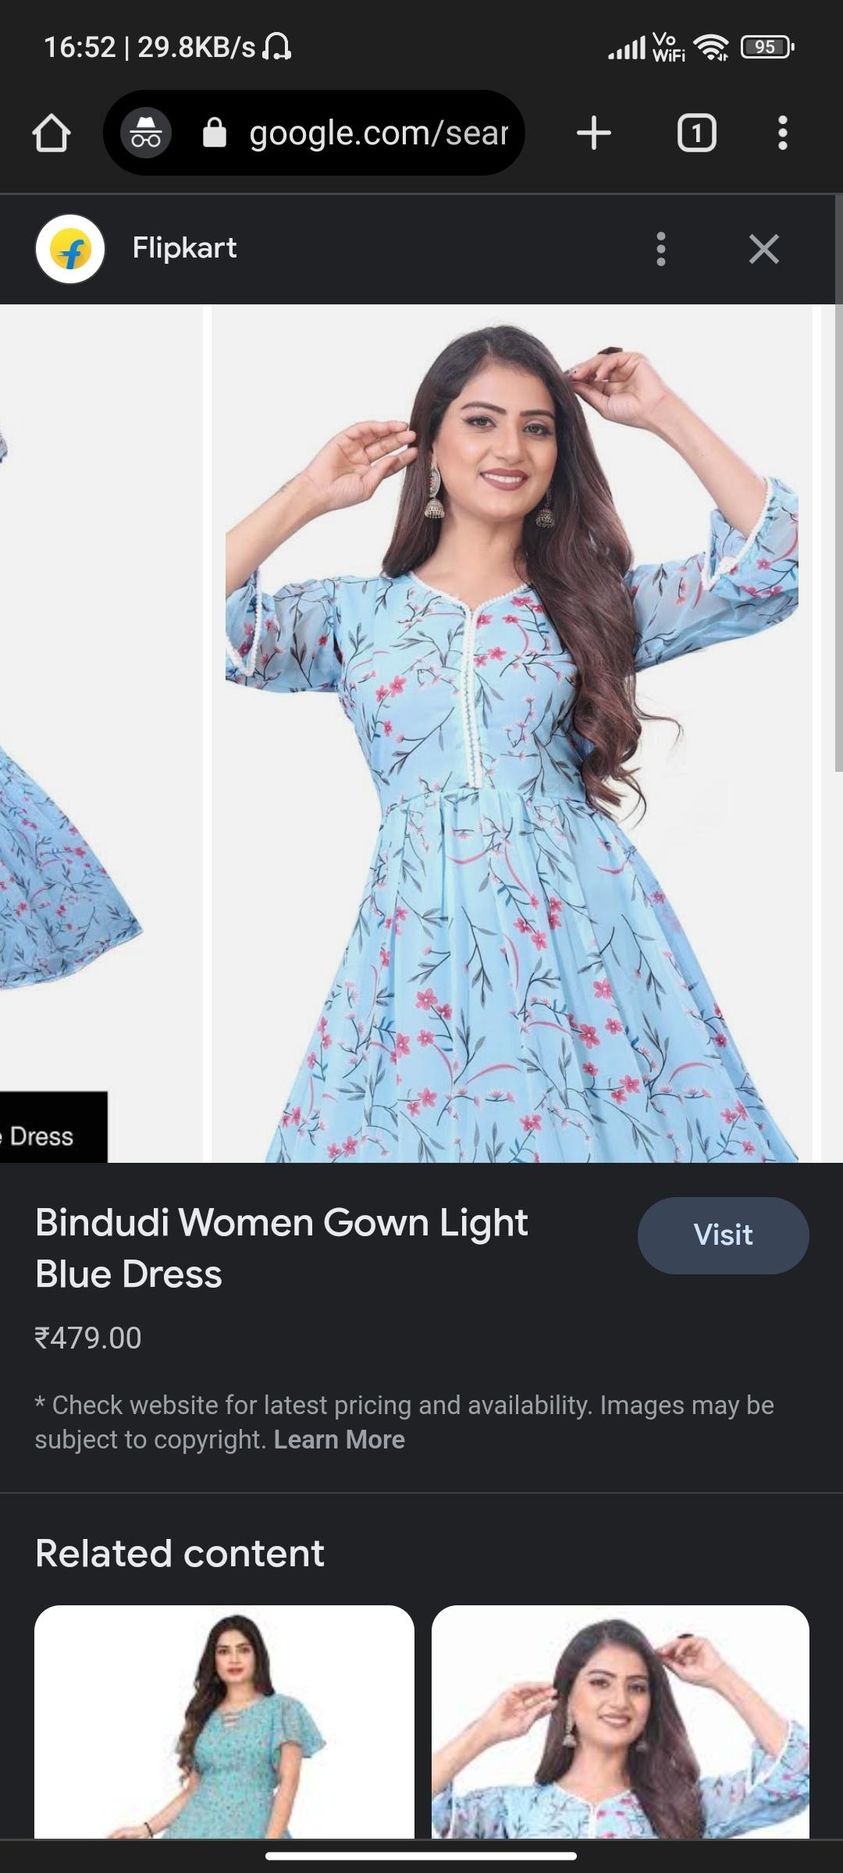 16:52 | 29.8KB/s
Vo
WiFi
95
google.com/sear
1
Flipkart
e Dress
Bindudi Women Gown Light
Blue Dress
Visit
₹479.00
* Check website for latest pricing and availability. Images may be
subject to copyright. Learn More
Related content